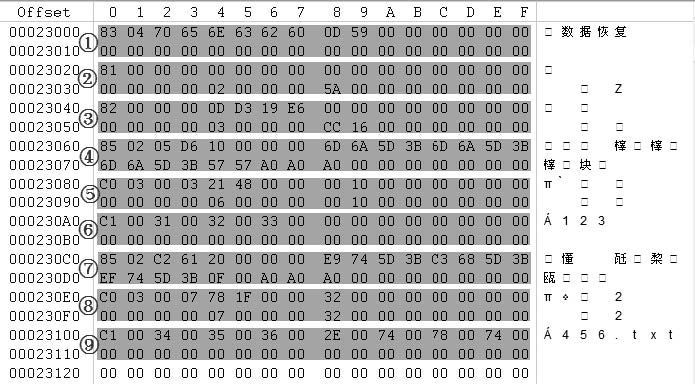 Offset 0 1 2 3 4 5 6 7 8 9 A B C D E F
00023000 83 04 70 65 6E 63 62 60 0D 59 00 00 00 00 00 00 数据恢复
① 00023010 00 00 00 00 00 00 00 00 00 00 00 00 00 00 00 00
00023020 81 00 00 00 00 00 00 00 00 00 00 00 00 00 00 00
② 00023030 00 00 00 00 02 00 00 00 5A 00 00 00 00 00 00 00 Z
00023040 82 00 00 00 0D D3 19 E6 00 00 00 00 00 00 00 00
③ 00023050 00 00 00 00 03 00 00 00 CC 16 00 00 00 00 00 00
00023060 85 02 05 D6 10 00 00 00 6D 6A 5D 3B 6D 6A 5D 3B
④ 00023070 6D 6A 5D 3B 57 57 A0 A0 A0 00 00 00 00 00 00 00
00023080 C0 03 00 03 21 48 00 00 00 10 00 00 00 00 00 00
⑤ 00023090 00 00 00 00 06 00 00 00 00 10 00 00 00 00 00 00
000230A0 C1 00 31 00 32 00 33 00 00 00 00 00 00 00 00 00 Á 1 2 3
⑥ 000230B0 00 00 00 00 00 00 00 00 00 00 00 00 00 00 00 00
000230C0 85 02 C2 61 20 00 00 00 E9 74 5D 3B C3 68 5D 3B
⑦ 000230D0 EF 74 5D 3B 0F 00 A0 A0 A0 00 00 00 00 00 00 00
000230E0 C0 03 00 07 78 1F 00 00 32 00 00 00 00 00 00 00 2
⑧ 000230F0 00 00 00 00 07 00 00 00 32 00 00 00 00 00 00 00 2
00023100 C1 00 34 00 35 00 36 00 2E 00 74 00 78 00 74 00 Á 4 5 6 . t x t
⑨ 00023110 00 00 00 00 00 00 00 00 00 00 00 00 00 00 00 00
00023120 00 00 00 00 00 00 00 00 00 00 00 00 00 00 00 00